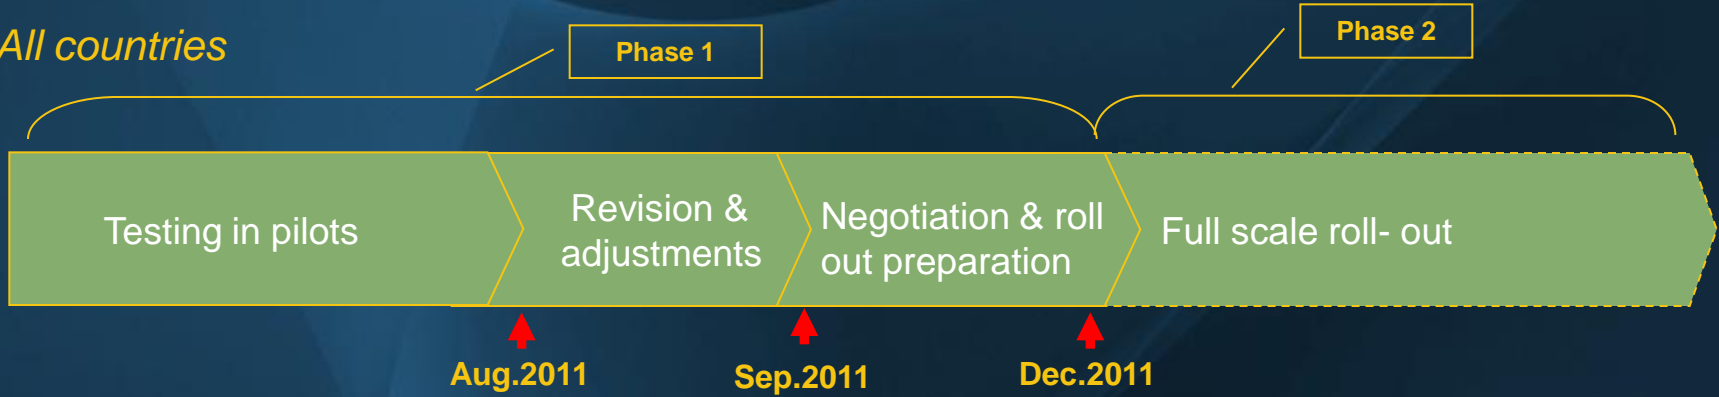 All countries
Phase 1
Phase 2
Testing in pilots
Revision &
adjustments
Negotiation & roll
out preparation
Full scale roll- out
Aug.2011
Sep.2011
Dec.2011